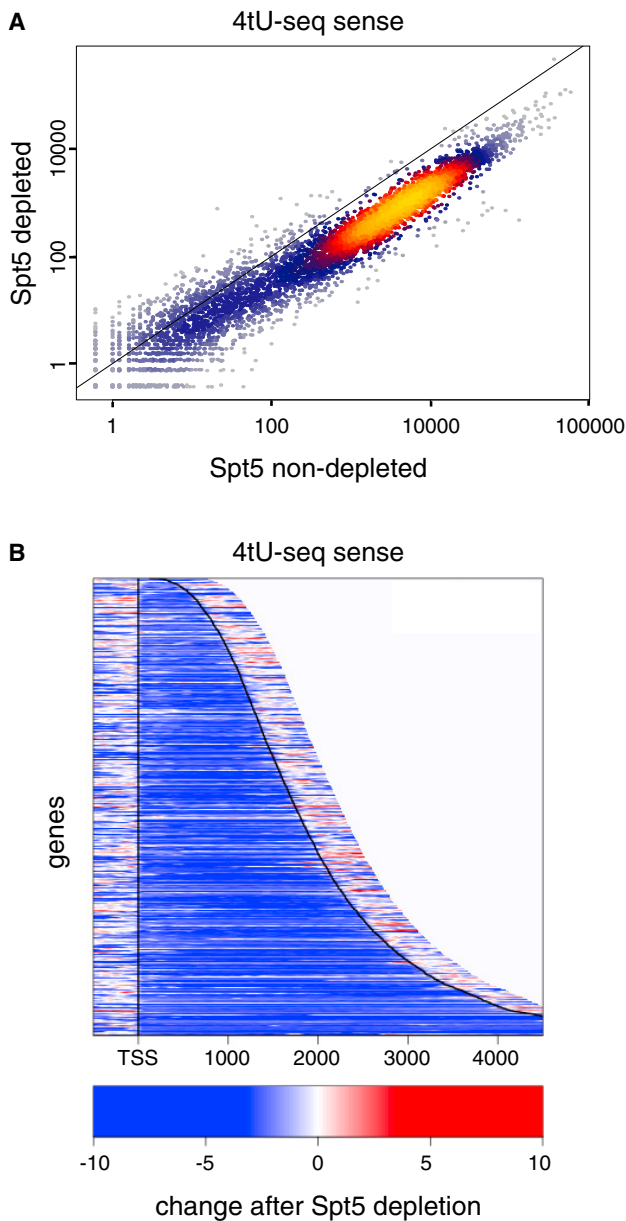 A
4tU-seq sense
Spt5 depleted
10000
100
1
1
100
10000
100000
Spt5 non-depleted
B
4tU-seq sense
genes
TSS
1000
2000
3000
4000
-10
-5
0
5
10
change after Spt5 depletion